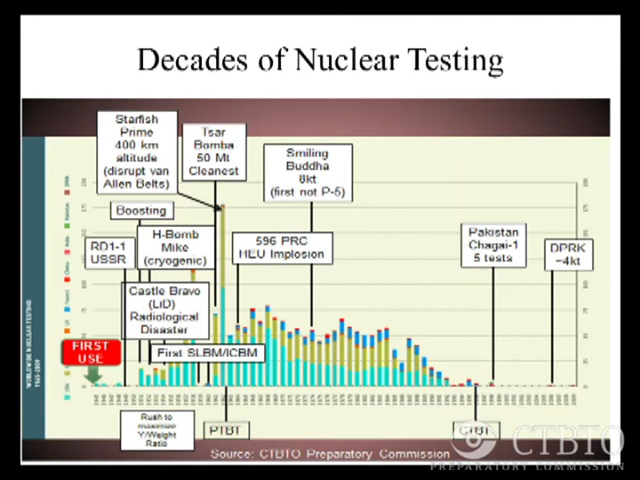 Decades of Nuclear Testing
Starfish
Prime
400 km
altitude
(disrupt van
Allen Belts)
Tsar
Bomba
50 Mt
Cleanest
Smiling
Buddha
8kt
(first not P-5)
Boosting
RD1-1
USSR
H-Bomb
Mike
(cryogenic)
596 PRC
HEU Implosion
Pakistan
Chagai-1
5 tests
DPRK
~4kt
Castle Bravo
(LiD)
Radiological
Disaster
FIRST
USE
First SLBM/ICBM
Rush to
maximize
Y/Weight
Ratio
PTBT
CTBT
WORLDWIDE NUCLEAR TESTING
Source: CTBTO Preparatory Commission
CTBTO
PREPARATORY COMMISSION